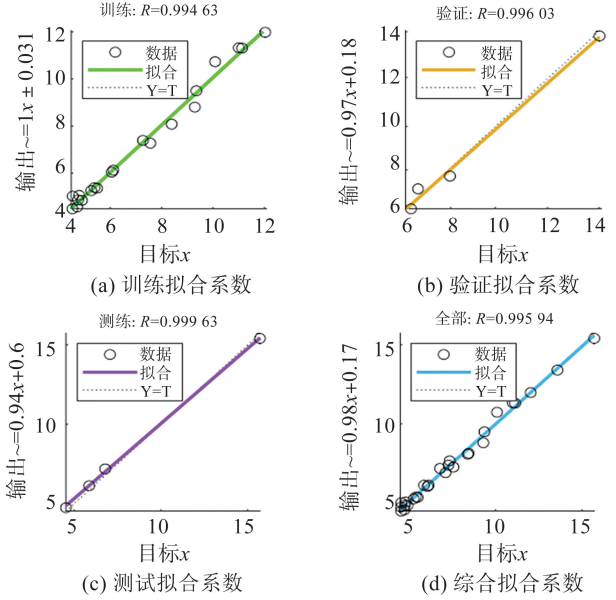 训练: R=0.994 63
输出~=1x±0.031
12
10
8
6
4
数据
拟合
Y=T
4 6 8 10 12
目标x
(a) 训练拟合系数
验证: R=0.996 03
输出~=0.97x+0.18
14
12
10
8
6
数据
拟合
Y=T
6 8 10 12 14
目标x
(b) 验证拟合系数
测练: R=0.999 63
输出~=0.94x+0.6
15
10
5
数据
拟合
Y=T
5 10 15
目标x
(c) 测试拟合系数
全部: R=0.995 94
输出~=0.98x+0.17
15
10
5
数据
拟合
Y=T
5 10 15
目标x
(d) 综合拟合系数